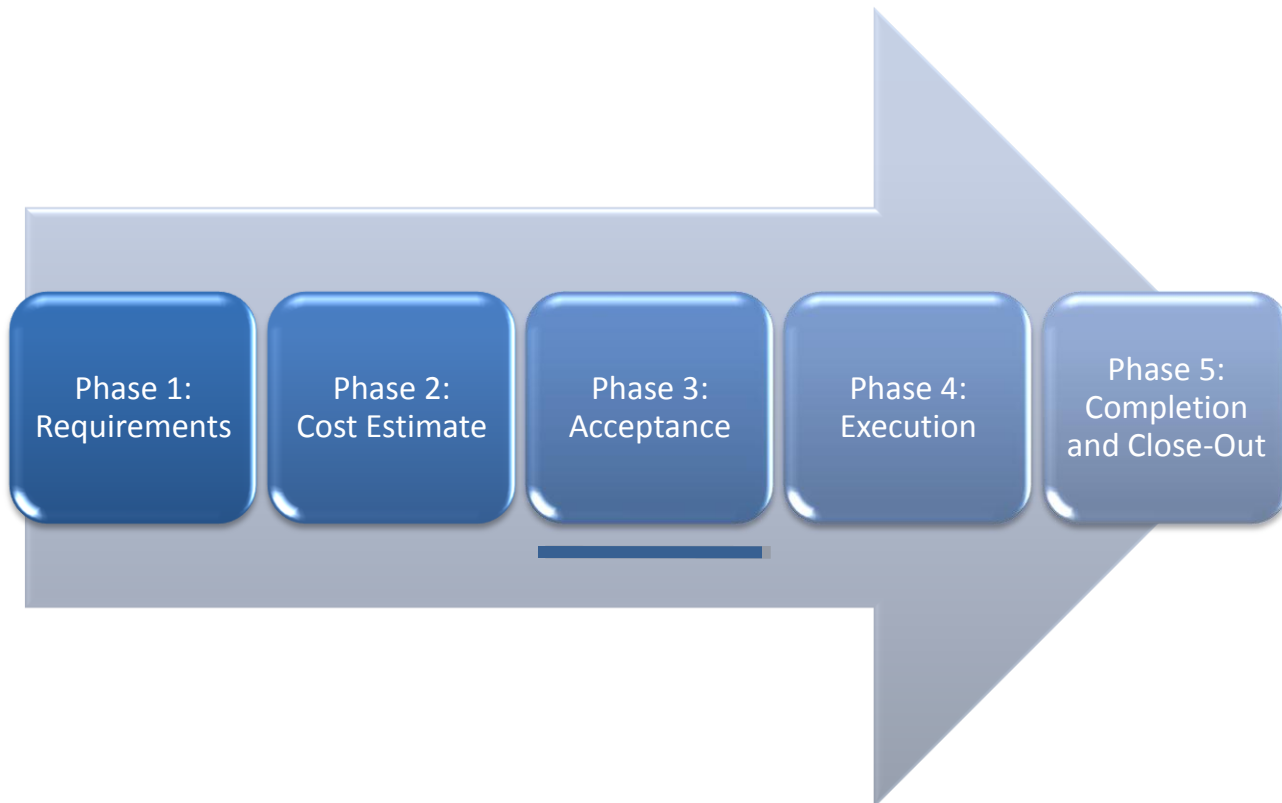 Phase 1:
Requirements
Phase 2:
Cost Estimate
Phase 3:
Acceptance
Phase 4:
Execution
Phase 5:
Completion
and Close-Out